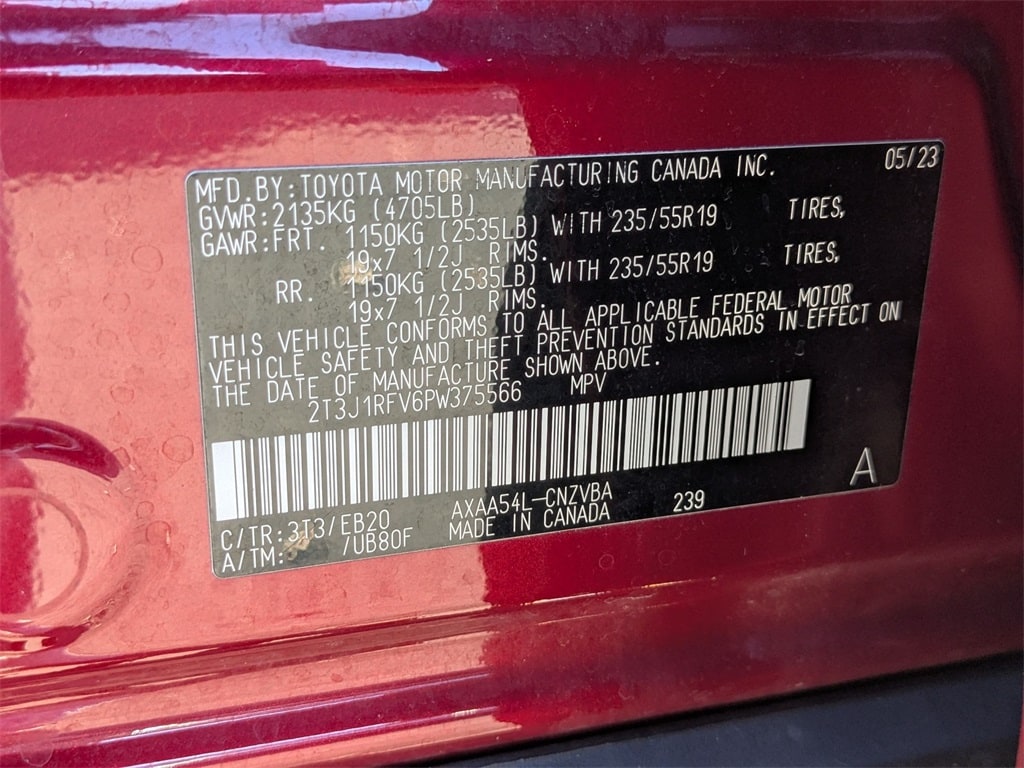 MFD. BY: TOYOTA MOTOR MANUFACTURING CANADA INC. 05/23
GVWR: 2135KG (4705LB)
GAWR: FRT. 1150KG (2535LB) WITH 235/55R19 TIRES,
19x7 1/2J RIMS.
RR. 1150KG (2535LB) WITH 235/55R19 TIRES,
19x7 1/2J RIMS.
THIS VEHICLE CONFORMS TO ALL APPLICABLE FEDERAL MOTOR
VEHICLE SAFETY AND THEFT PREVENTION STANDARDS IN EFFECT ON
THE DATE OF MANUFACTURE SHOWN ABOVE.
2T3J1RFV6PW375566 MPV
C/TR: 3T3/EB20 AXAA54L-CNZVBA 239 A
A/TM: /UB80F MADE IN CANADA